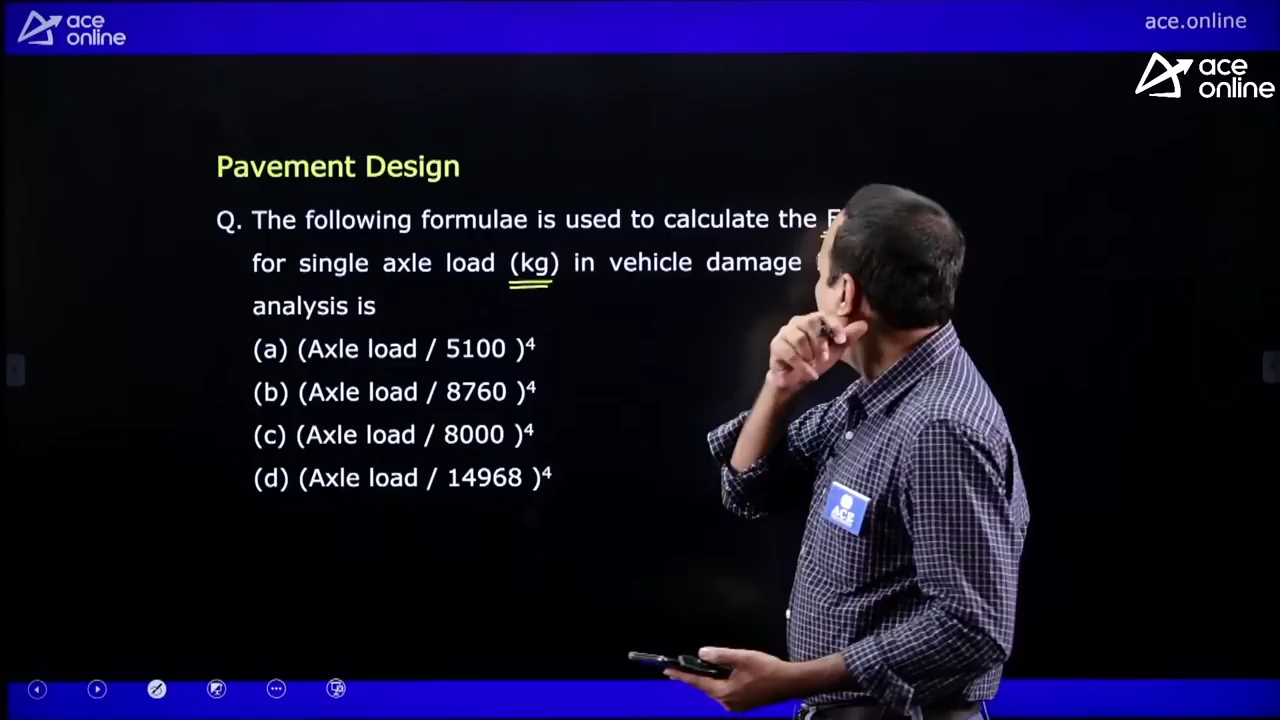 ace
online
ace.online
ace
online
Pavement Design
Q. The following formulae is used to calculate the
for single axle load (kg) in vehicle damage
analysis is
(a) (Axle load / 5100 )⁴
(b) (Axle load / 8760 )⁴
(c) (Axle load / 8000 )⁴
(d) (Axle load / 14968 )⁴
ACE